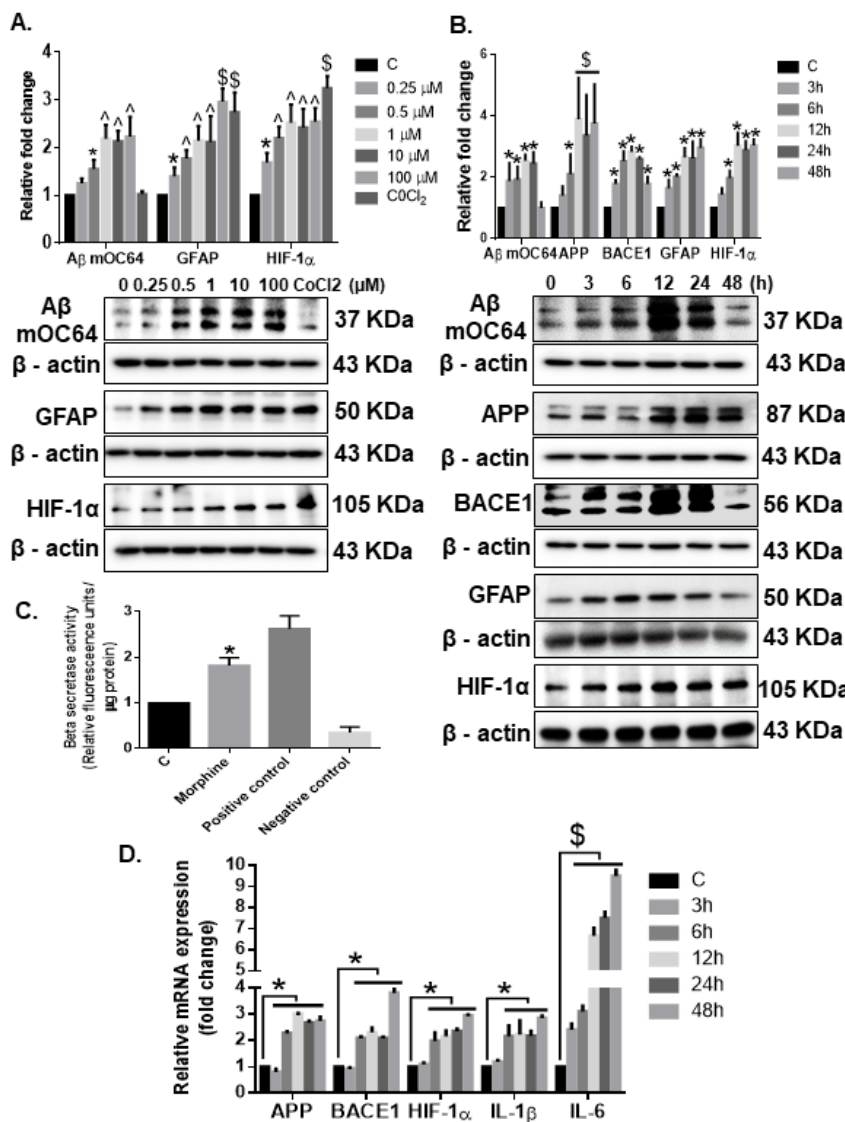 A.
Relative fold change
4
3
2
1
0
Aβ mOC64 GFAP HIF-1α
* ^ ^ ^ * ^ ^ ^ $ $ * ^ ^ ^ ^ $
C
0.25 µM
0.5 µM
1 µM
10 µM
100 µM
C0Cl2
0 0.25 0.5 1 10 100 CoCl2 (µM)
Aβ mOC64 37 KDa
β - actin 43 KDa
GFAP 50 KDa
β - actin 43 KDa
HIF-1α 105 KDa
β - actin 43 KDa
B.
Relative fold change
6
4
2
0
Aβ mOC64 APP BACE1 GFAP HIF-1α
* * * * * $ * * * * * * * * * * * * * *
C
3h
6h
12h
24h
48h
0 3 6 12 24 48 (h)
Aβ mOC64 37 KDa
β - actin 43 KDa
APP 87 KDa
β - actin 43 KDa
BACE1 56 KDa
β - actin 43 KDa
GFAP 50 KDa
β - actin 43 KDa
HIF-1α 105 KDa
β - actin 43 KDa
C.
Beta secretase activity
(Relative fluoresceence units/
µg protein)
3
2
1
0
*
C
Morphine
Positive control
Negative control
D.
Relative mRNA expression
(fold change)
10
9
8
7
6
5
4
3
2
1
0
* * * * $
APP BACE1 HIF-1α IL-1β IL-6
C
3h
6h
12h
24h
48h